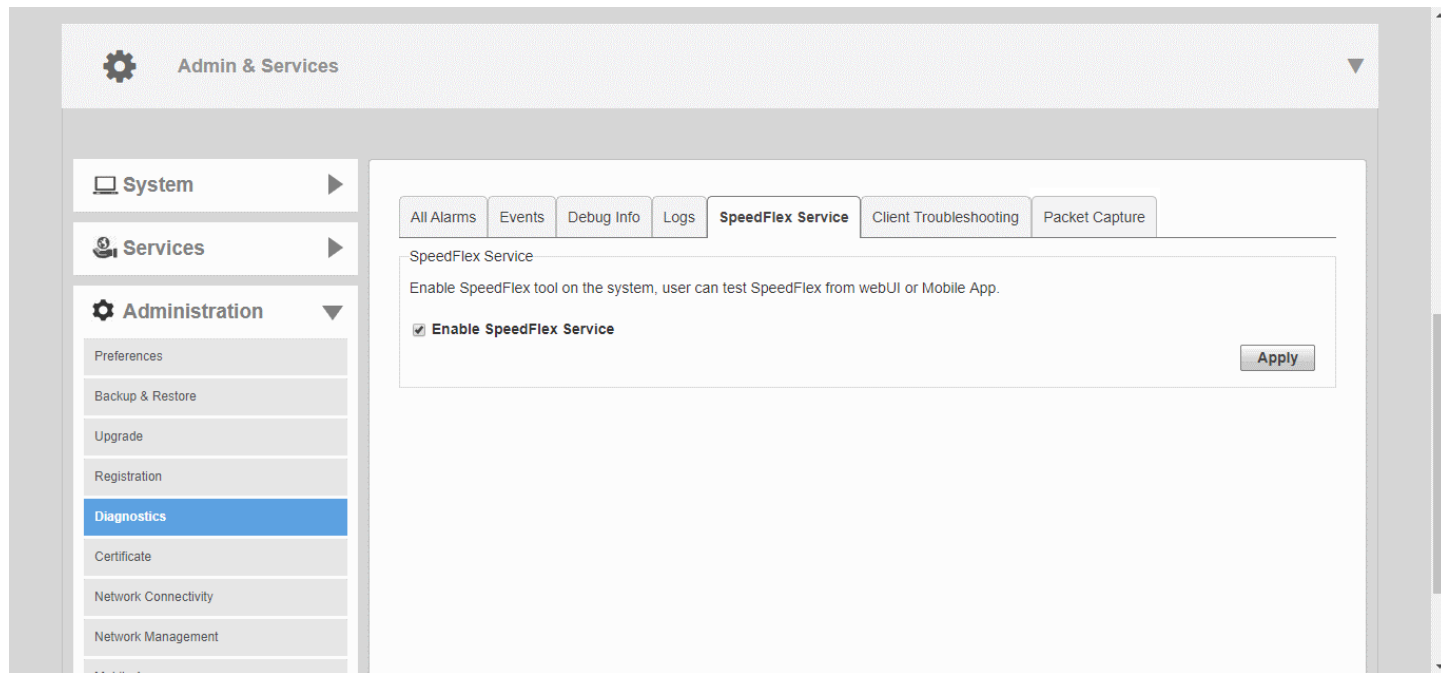 Admin & Services
System
Services
Administration
Preferences
Backup & Restore
Upgrade
Registration
Diagnostics
Certificate
Network Connectivity
Network Management
All Alarms Events Debug Info Logs SpeedFlex Service Client Troubleshooting Packet Capture
SpeedFlex Service
Enable SpeedFlex tool on the system, user can test SpeedFlex from webUI or Mobile App.
Enable SpeedFlex Service
Apply